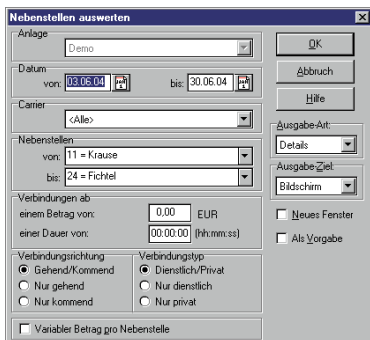 Nebenstellen auswerten
Anlage
Demo
Datum
von: 03.06.04 bis: 30.06.04
Carrier
<Alle>
Nebenstellen
von: 11 = Krause
bis: 24 = Fichtel
Verbindungen ab
einem Betrag von: 0,00 EUR
einer Dauer von: 00:00:00 (hh:mm:ss)
Verbindungsrichtung
Gehend/Kommend
Nur gehend
Nur kommend
Verbindungstyp
Dienstlich/Privat
Nur dienstlich
Nur privat
Variabler Betrag pro Nebenstelle
OK
Abbruch
Hilfe
Ausgabe-Art:
Details
Ausgabe-Ziel:
Bildschirm
Neues Fenster
Als Vorgabe